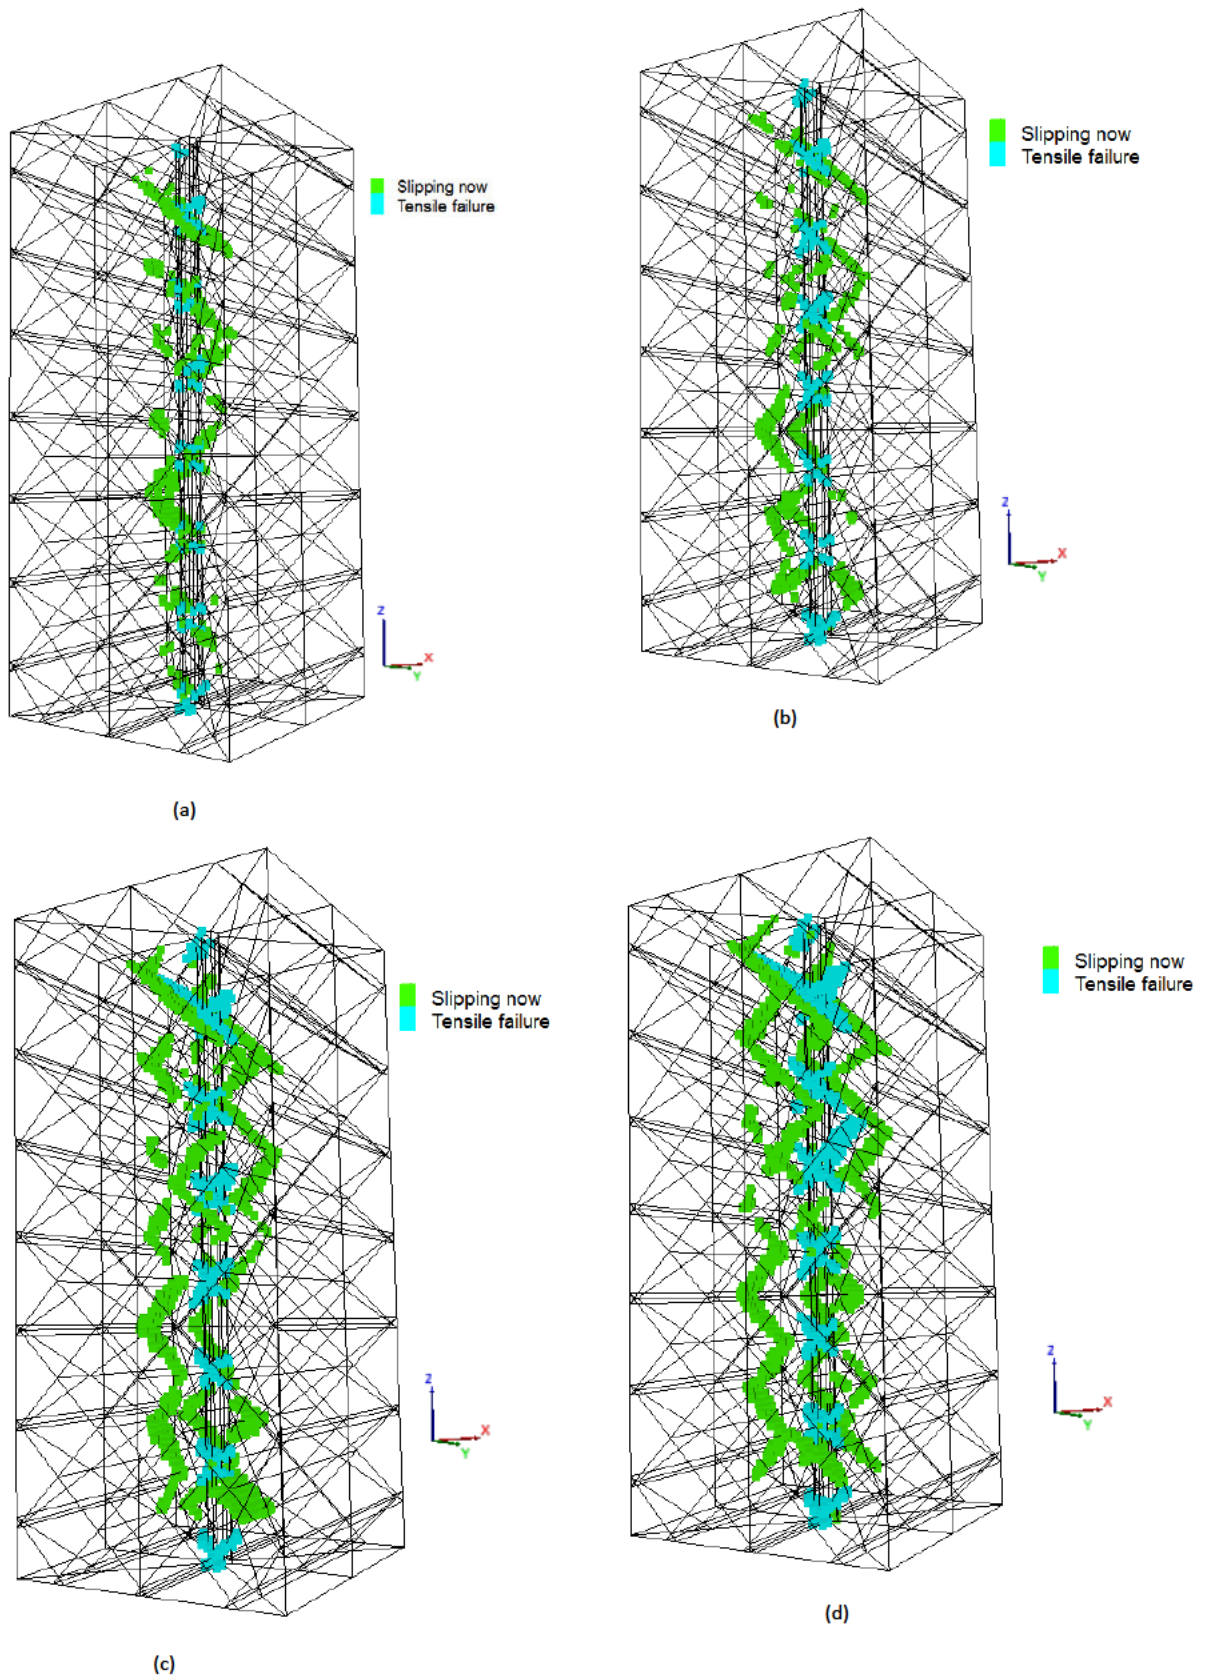 Slipping now
Tensile failure
Z
X
Y
(a)
Slipping now
Tensile failure
Z
X
Y
(b)
Slipping now
Tensile failure
Z
X
Y
(c)
Slipping now
Tensile failure
Z
X
Y
(d)